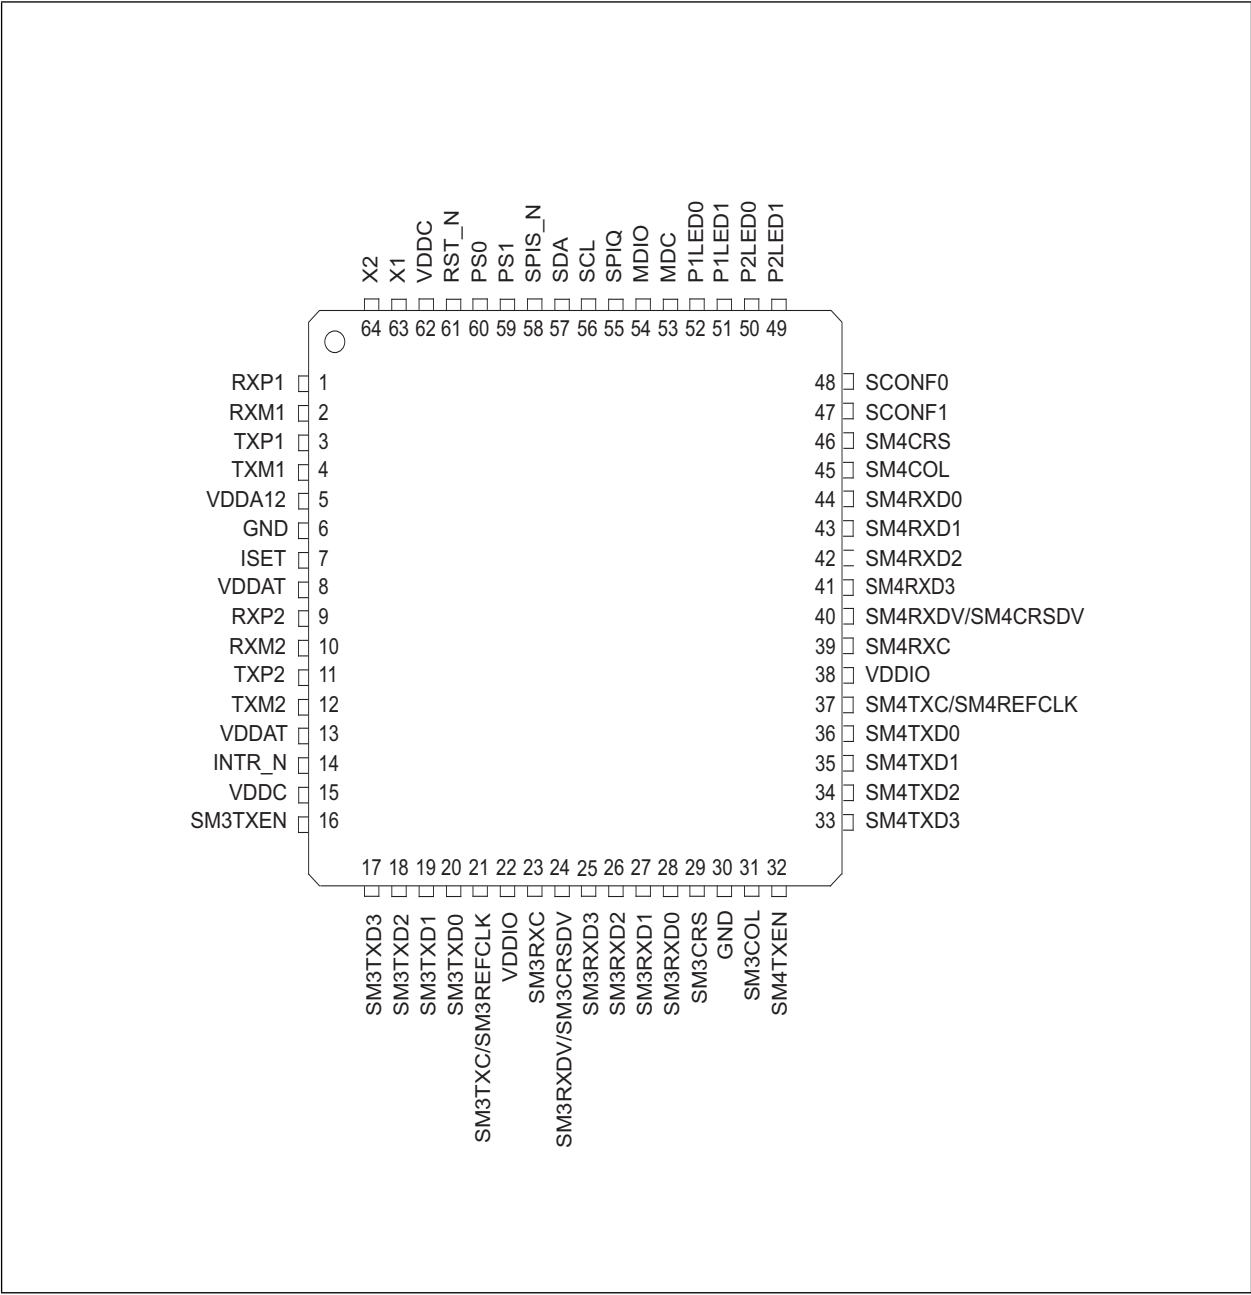 X2
X1
VDDC
RST_N
PS0
PS1
SPIS_N
SDA
SCL
SPIQ
MDIO
MDC
P1LED0
P1LED1
P2LED0
P2LED1
64 63 62 61 60 59 58 57 56 55 54 53 52 51 50 49
RXP1 1
RXM1 2
TXP1 3
TXM1 4
VDDA12 5
GND 6
ISET 7
VDDAT 8
RXP2 9
RXM2 10
TXP2 11
TXM2 12
VDDAT 13
INTR_N 14
VDDC 15
SM3TXEN 16
48 SCONF0
47 SCONF1
46 SM4CRS
45 SM4COL
44 SM4RXD0
43 SM4RXD1
42 SM4RXD2
41 SM4RXD3
40 SM4RXDV/SM4CRSDV
39 SM4RXC
38 VDDIO
37 SM4TXC/SM4REFCLK
36 SM4TXD0
35 SM4TXD1
34 SM4TXD2
33 SM4TXD3
17 18 19 20 21 22 23 24 25 26 27 28 29 30 31 32
SM3TXD3
SM3TXD2
SM3TXD1
SM3TXD0
SM3TXC/SM3REFCLK
VDDIO
SM3RXC
SM3RXDV/SM3CRSDV
SM3RXD3
SM3RXD2
SM3RXD1
SM3RXD0
SM3CRS
GND
SM3COL
SM4TXEN